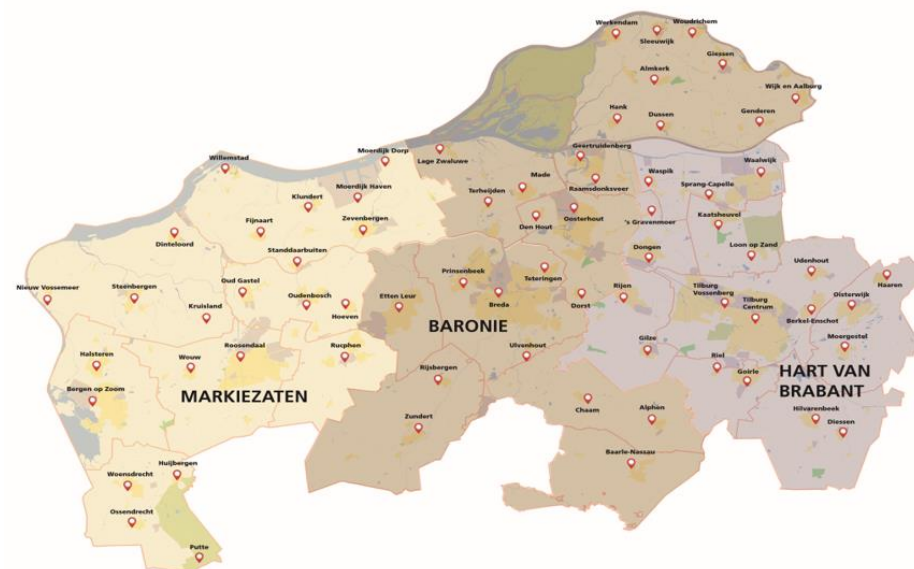 Werkendam
Sleeuwijk
Woudrichem
Giessen
Almkerk
Wijk en Aalburg
Hank
Dussen
Genderen
Willemstad
Moerdijk Dorp
Lage Zwaluwe
Geertruidenberg
Moerdijk Haven
Klundert
Terheijden
Made
Raamsdonksveer
Waspik
Sprang-Capelle
Waalwijk
Fijnaart
Zevenbergen
Den Hout
Oosterhout
's Gravenmoer
Kaatsheuvel
Dinteloord
Standdaarbuiten
Dongen
Loon op Zand
Nieuw Vossemeer
Steenbergen
Oud Gastel
Kruisland
Oudenbosch
Hoeven
Etten Leur
Prinsenbeek
Teteringen
Breda
Dorst
Rijen
Tilburg
Vossenberg
Tilburg
Centrum
Udenhout
Haaren
Oisterwijk
Berkel-Enschot
BARONIE
Halsteren
Wouw
Roosendaal
Rucphen
Ulvenhout
Gilze
Riel
Goirle
Moergestel
HART VAN
BRABANT
Bergen op Zoom
MARKIEZATEN
Rijsbergen
Zundert
Chaam
Alphen
Hilvarenbeek
Diessen
Baarle-Nassau
Woensdrecht
Huijbergen
Ossendrecht
Putte